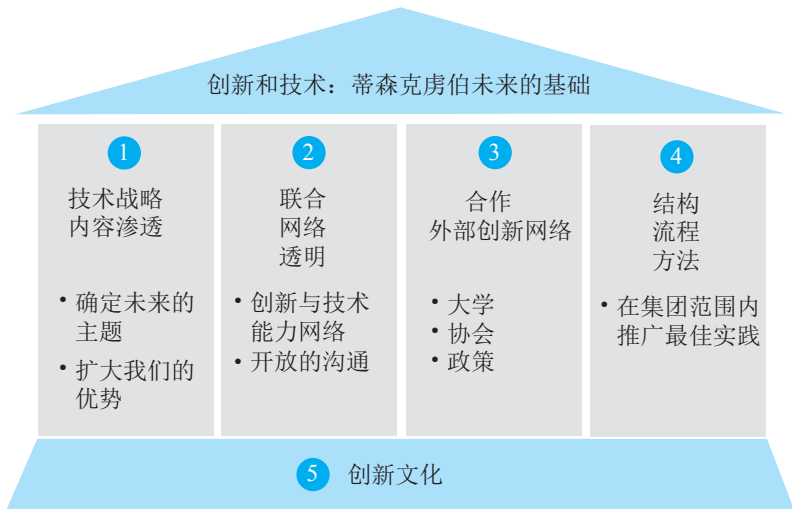 创新和技术：蒂森克虏伯未来的基础
1
技术战略
内容渗透
• 确定未来的
主题
• 扩大我们的
优势
2
联合
网络
透明
• 创新与技术
能力网络
• 开放的沟通
3
合作
外部创新网络
• 大学
• 协会
• 政策
4
结构
流程
方法
• 在集团范围内
推广最佳实践
5 创新文化